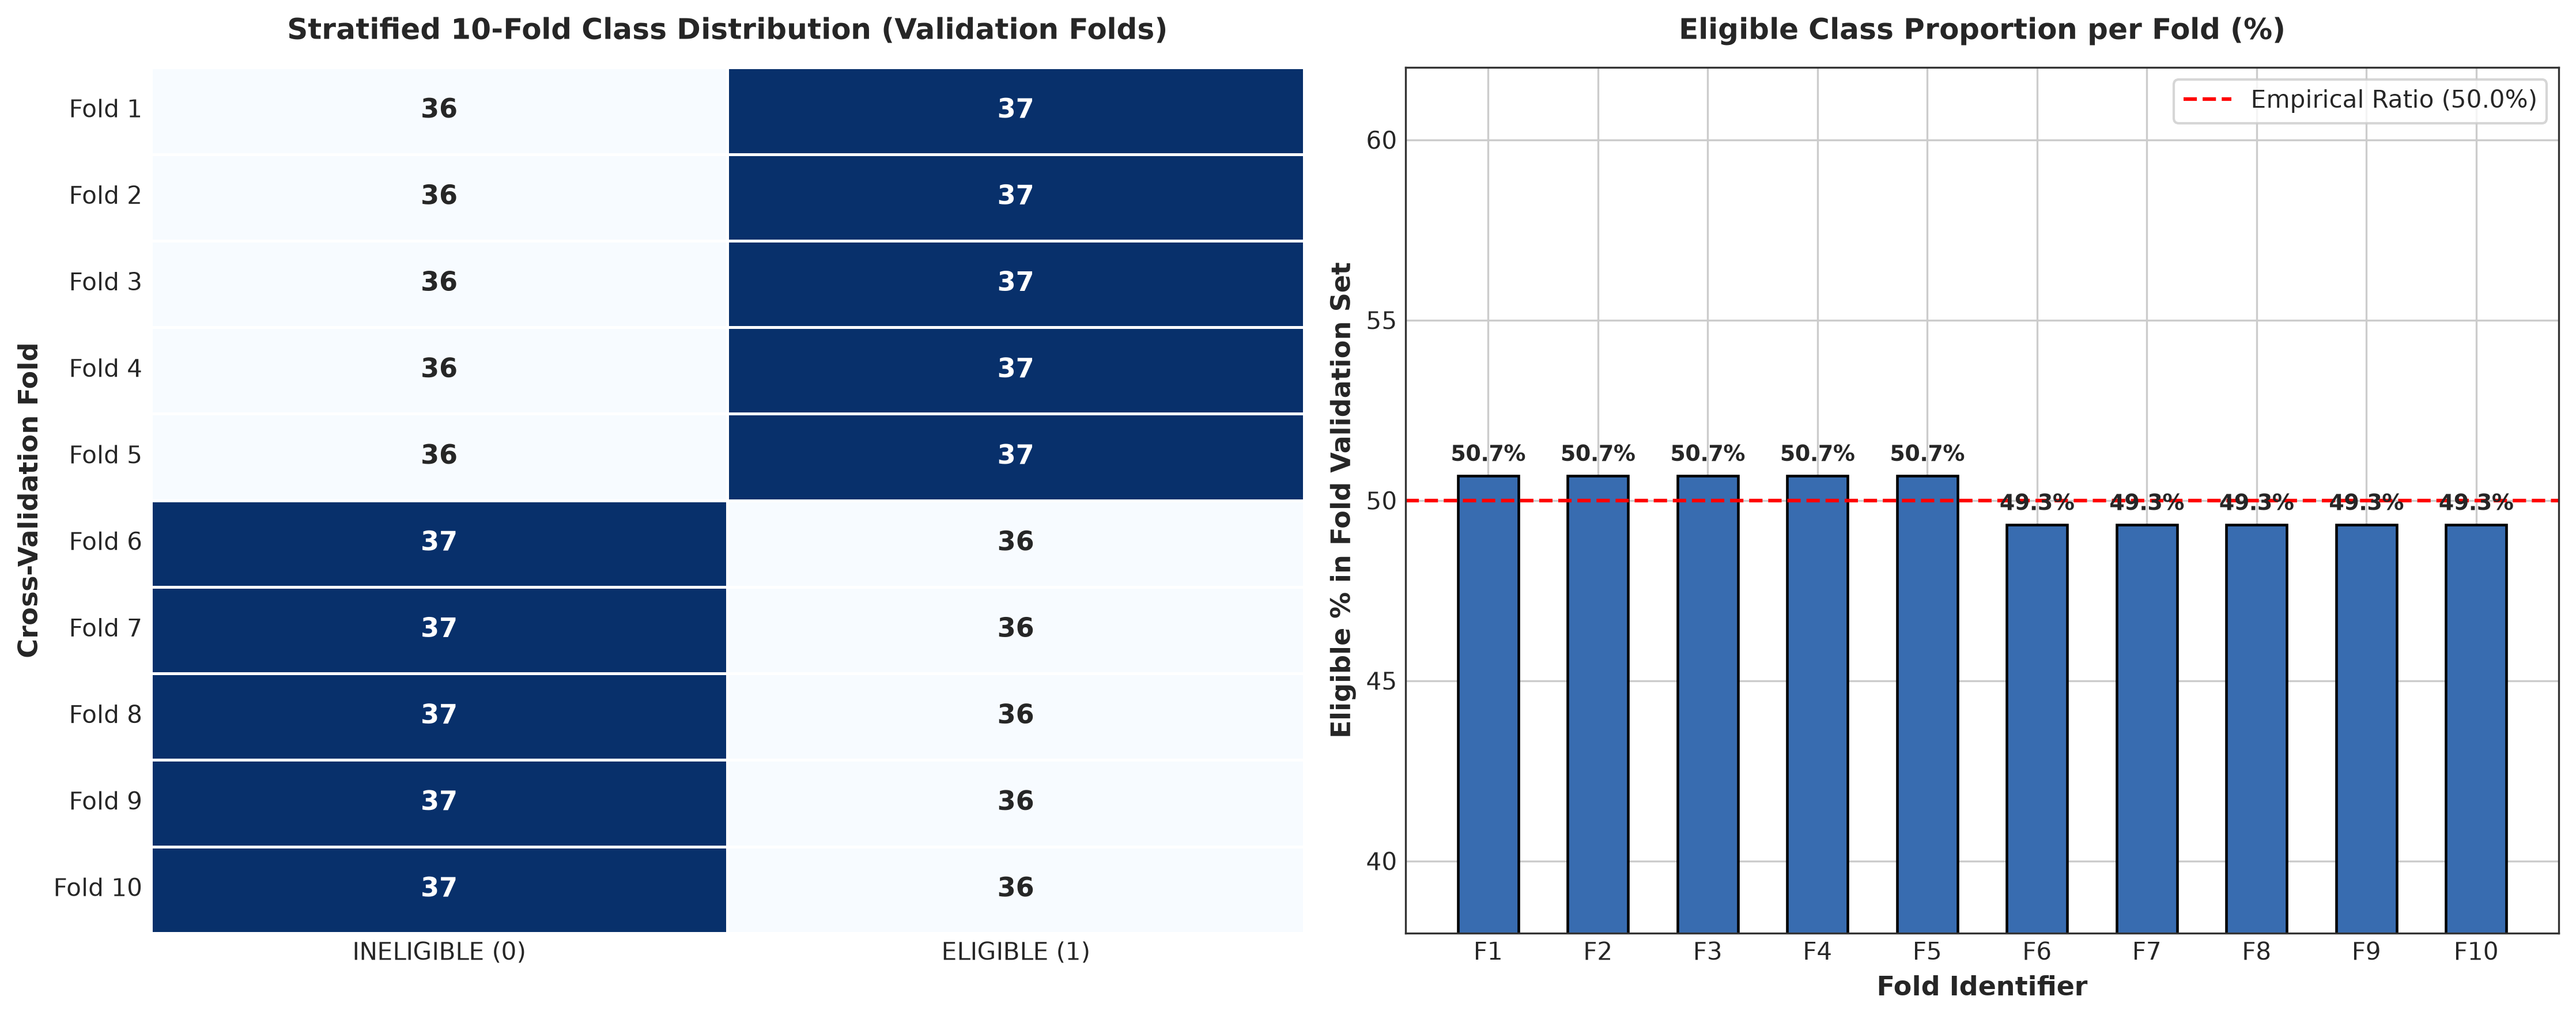 Stratified 10-Fold Class Distribution (Validation Folds)
Cross-Validation Fold
Fold 1 36 37
Fold 2 36 37
Fold 3 36 37
Fold 4 36 37
Fold 5 36 37
Fold 6 37 36
Fold 7 37 36
Fold 8 37 36
Fold 9 37 36
Fold 10 37 36
INELIGIBLE (0) ELIGIBLE (1)
Eligible Class Proportion per Fold (%)
Empirical Ratio (50.0%)
Eligible % in Fold Validation Set
60
55
50
45
40
50.7% 50.7% 50.7% 50.7% 50.7%
49.3% 49.3% 49.3% 49.3% 49.3%
F1 F2 F3 F4 F5 F6 F7 F8 F9 F10
Fold Identifier